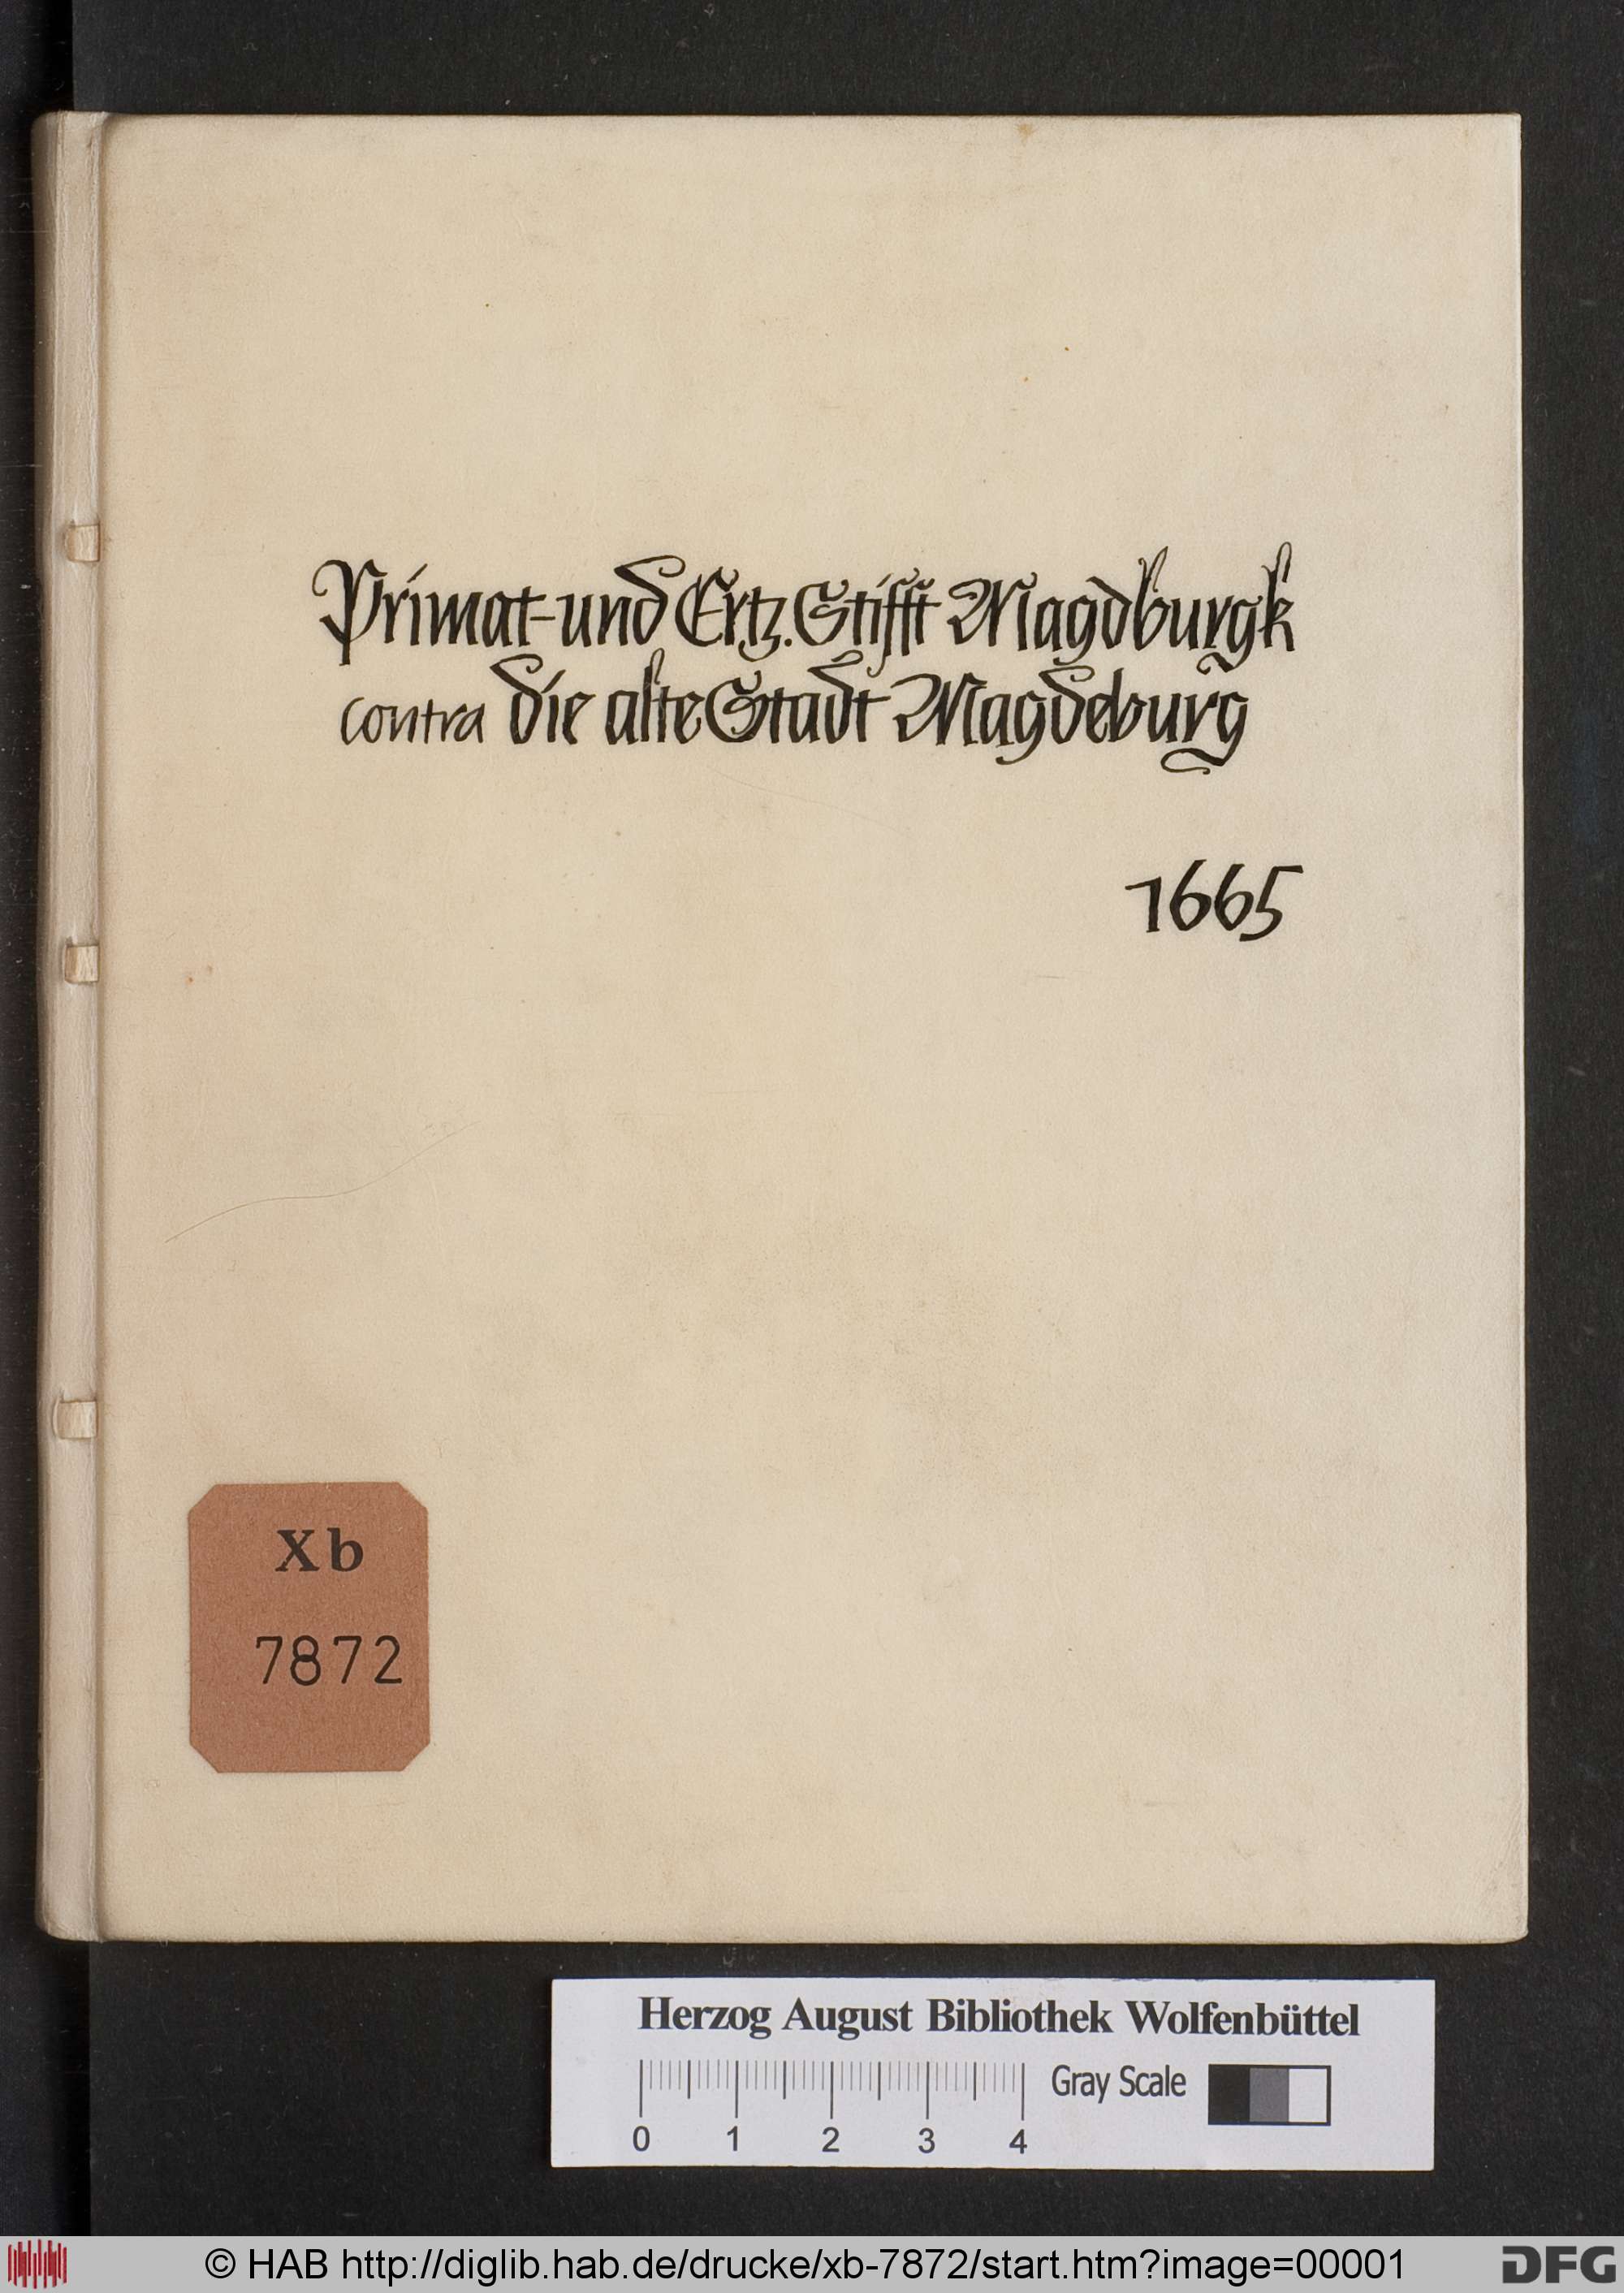 Primat- und Ertz. Stifft Magdburgk
contra die alte Stadt Magdeburg
1665
Xb
7872
Herzog August Bibliothek Wolfenbüttel
Gray Scale
0 1 2 3 4
© HAB http://diglib.hab.de/drucke/xb-7872/start.htm?image=00001
DFG